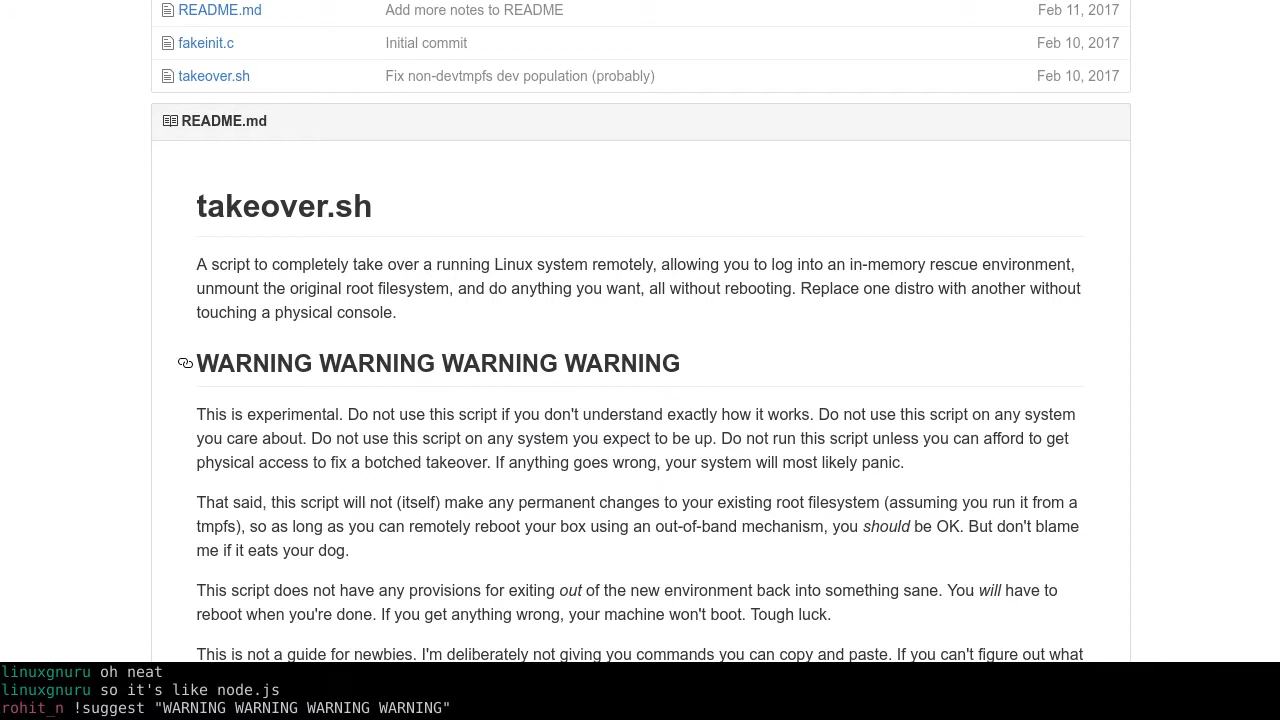 README.md Add more notes to README Feb 11, 2017
fakeinit.c Initial commit Feb 10, 2017
takeover.sh Fix non-devtmpfs dev population (probably) Feb 10, 2017
README.md
takeover.sh
A script to completely take over a running Linux system remotely, allowing you to log into an in-memory rescue environment,
unmount the original root filesystem, and do anything you want, all without rebooting. Replace one distro with another without
touching a physical console.
WARNING WARNING WARNING WARNING
This is experimental. Do not use this script if you don't understand exactly how it works. Do not use this script on any system
you care about. Do not use this script on any system you expect to be up. Do not run this script unless you can afford to get
physical access to fix a botched takeover. If anything goes wrong, your system will most likely panic.
That said, this script will not (itself) make any permanent changes to your existing root filesystem (assuming you run it from a
tmpfs), so as long as you can remotely reboot your box using an out-of-band mechanism, you should be OK. But don't blame
me if it eats your dog.
This script does not have any provisions for exiting out of the new environment back into something sane. You will have to
reboot when you're done. If you get anything wrong, your machine won't boot. Tough luck.
This is not a guide for newbies. I'm deliberately not giving you commands you can copy and paste. If you can't figure out what
linuxgnuru oh neat
linuxgnuru so it's like node.js
rohit_n !suggest "WARNING WARNING WARNING WARNING"